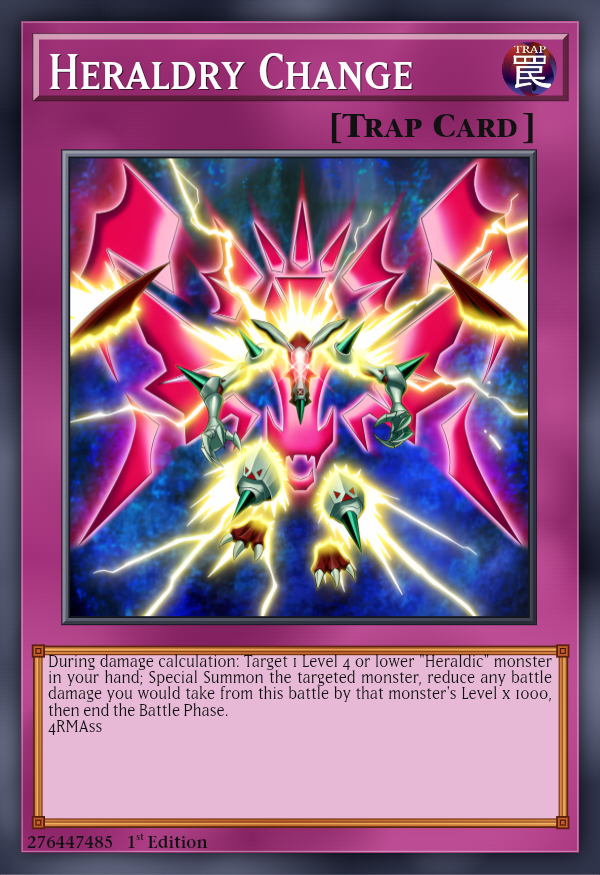 HERALDRY CHANGE
TRAP
罠
[TRAP CARD]
During damage calculation: Target 1 Level 4 or lower "Heraldic" monster
in your hand; Special Summon the targeted monster, reduce any battle
damage you would take from this battle by that monster's Level x 1000,
then end the Battle Phase.
4RMAss
276447485 1st Edition